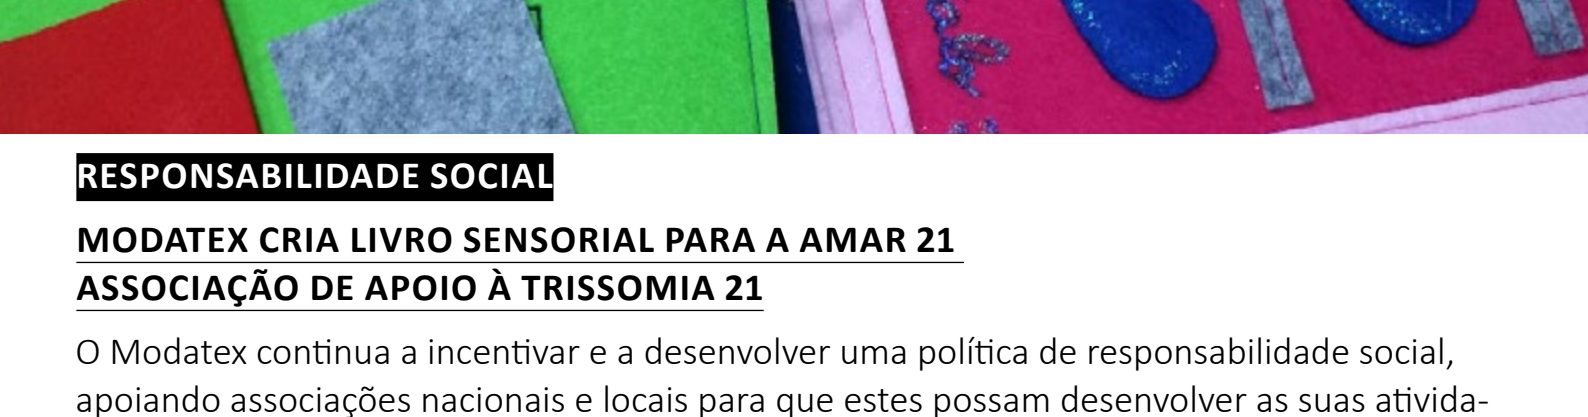 RESPONSABILIDADE SOCIAL
MODATEX CRIA LIVRO SENSORIAL PARA A AMAR 21
ASSOCIAÇÃO DE APOIO À TRISSOMIA 21
O Modatex continua a incentivar e a desenvolver uma política de responsabilidade social,
apoiando associações nacionais e locais para que estes possam desenvolver as suas ativida-